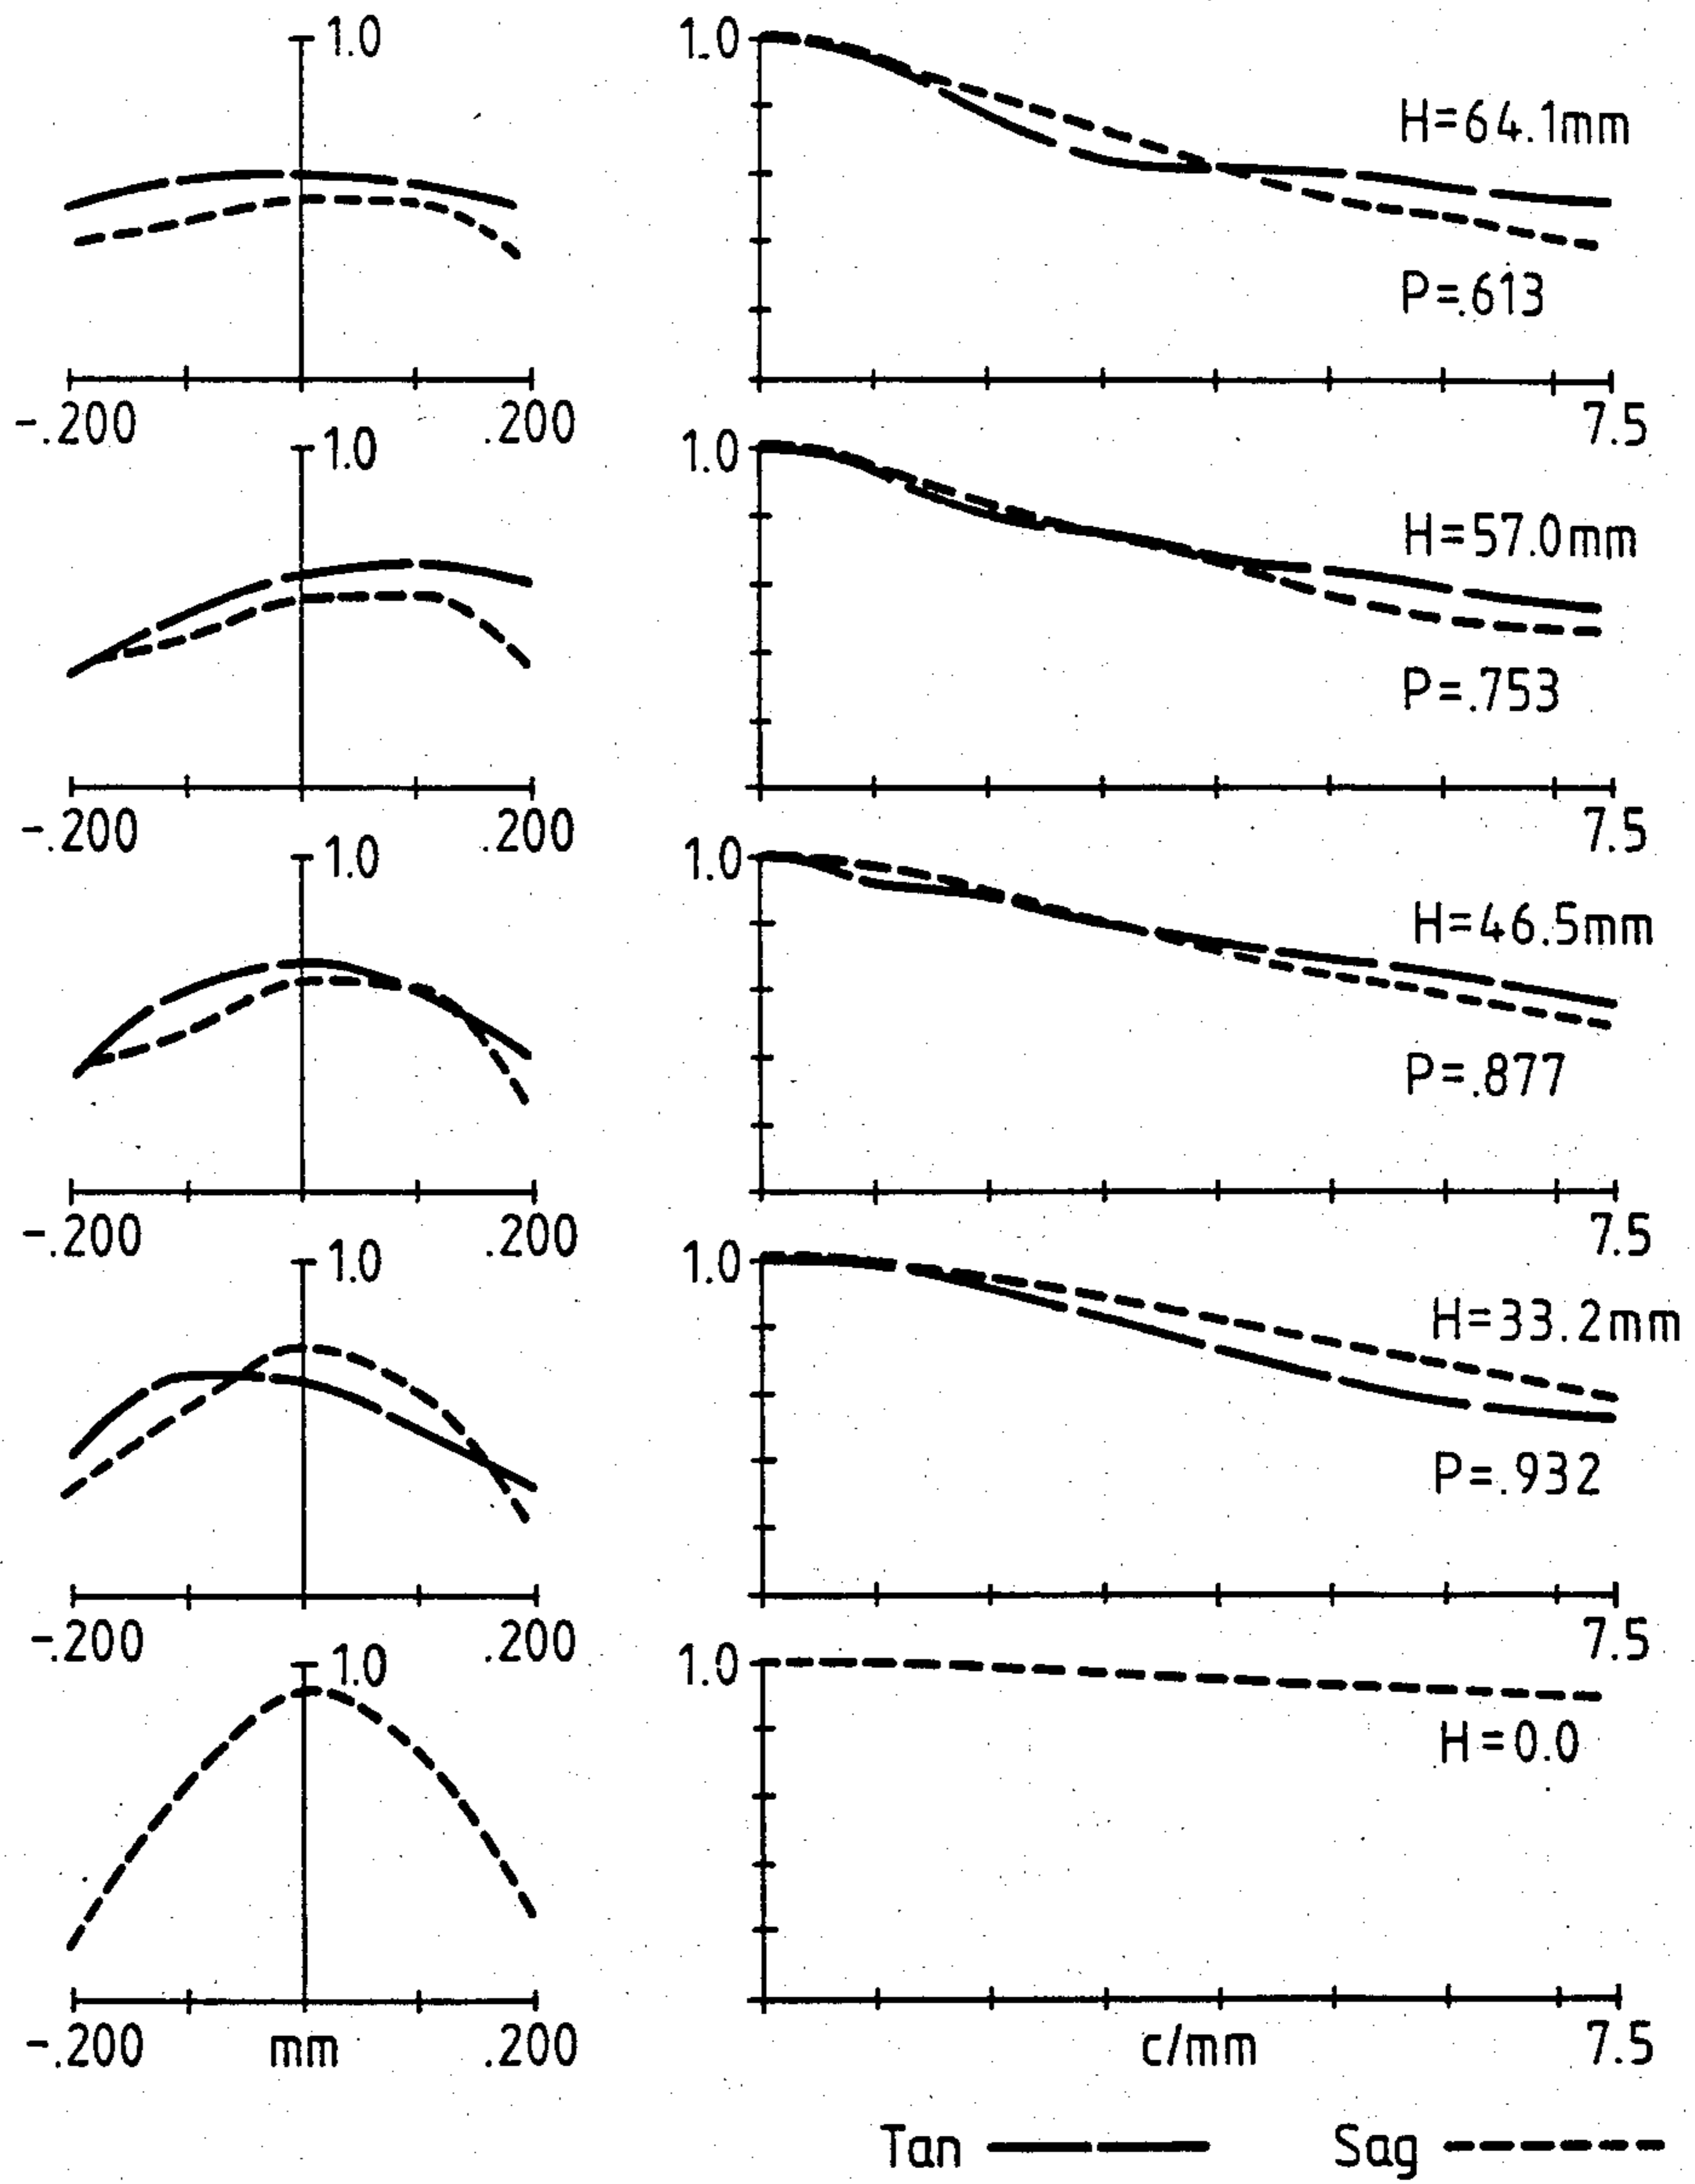 1.0 1.0
H=64.1mm
P=.613
-.200 .200 7.5
1.0 1.0
H=57.0mm
P=.753
-.200 .200 7.5
1.0 1.0
H=46.5mm
P=.877
-.200 .200 7.5
1.0 1.0
H=33.2mm
P=.932
-.200 .200 7.5
1.0 1.0
H=0.0
-.200 mm .200 c/mm 7.5
Tan Sag